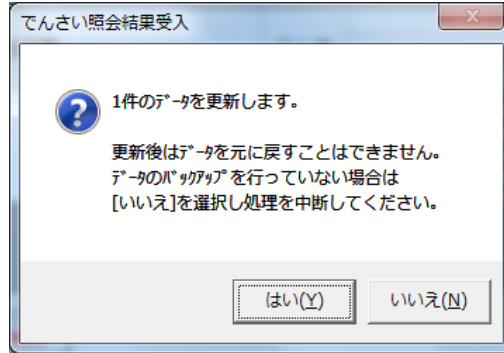 でんさい照会結果受入
1件のﾃﾞｰﾀを更新します。
更新後はﾃﾞｰﾀを元に戻すことはできません。
ﾃﾞｰﾀのﾊﾞｯｸｱｯﾌﾟを行っていない場合は
[いいえ]を選択し処理を中断してください。
はい(Y) いいえ(N)